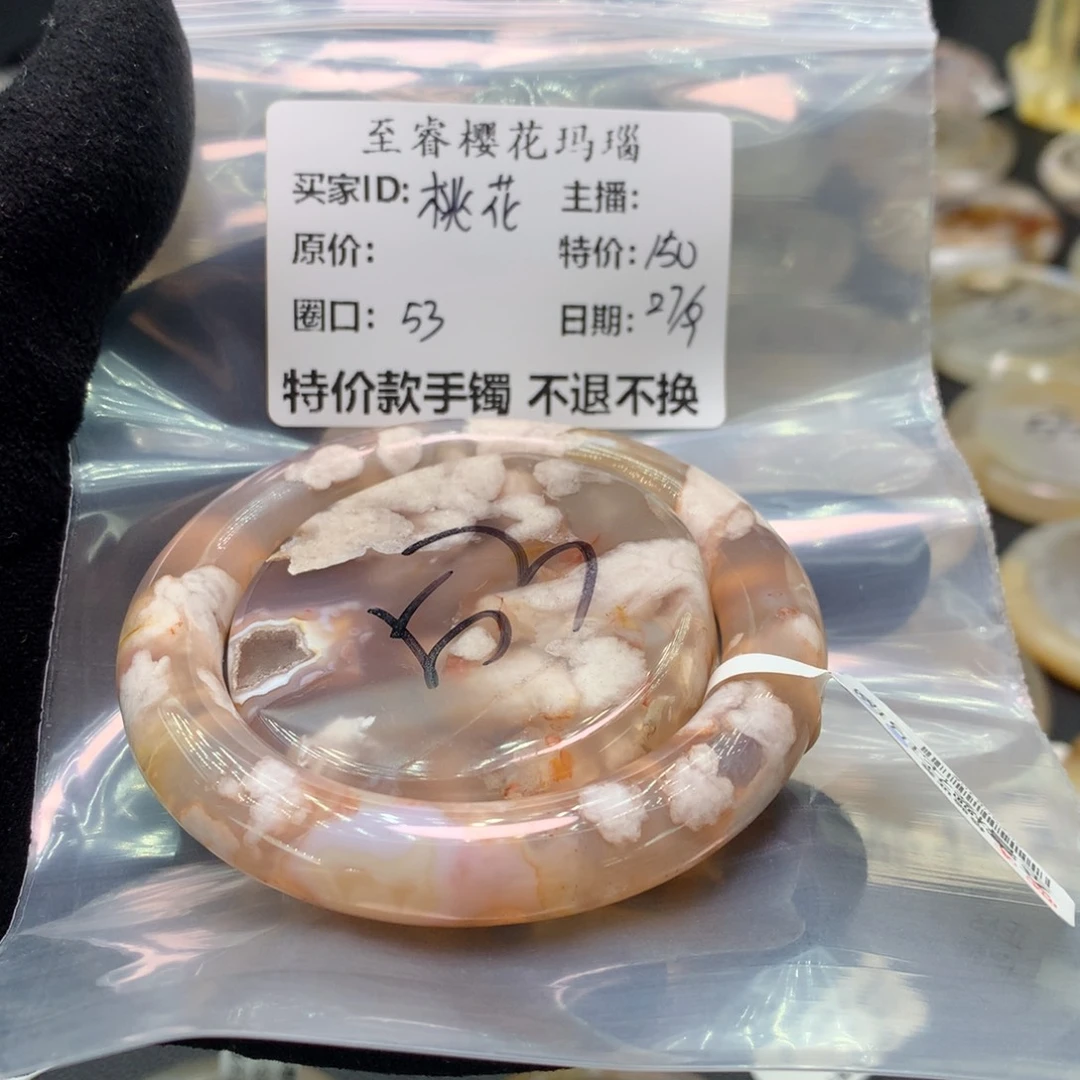 至睿樱花玛瑙
买家ID: 桃花 主播:
原价: 特价: 150
圈口: 53 日期: 27/9
特价款手镯 不退不换
53